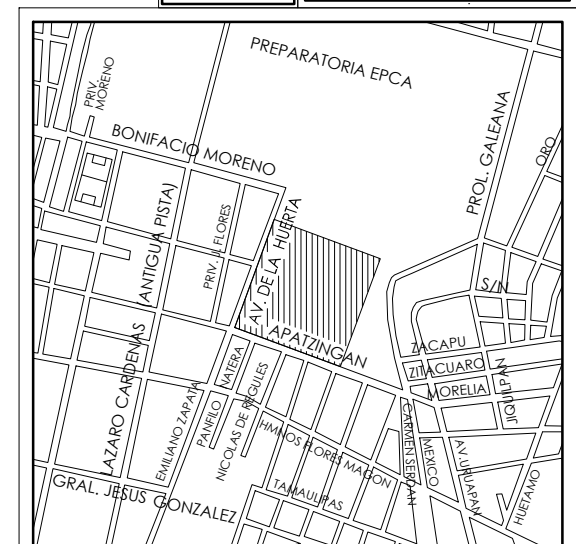 PREPARATORIA EPCA
PRIV.
MORENO
BONIFACIO MORENO
PROL. GALEANA
ORO
(ANTIGUA PISTA)
PRIV. J. FLORES
AV. DE LA HUERTA
S/N
APATZINGAN
ZACAPU
ZITACUARO
MORELIA
JIQUILPAN
LAZARO CARDENAS
EMILIANO ZAPATA
PANFILO NATERA
NICOLAS DE REGULES
HMNOS FLORES MAGON
CARMEN SERDAN
MEXICO
AV. URUAPAN
HUETAMO
GRAL. JESUS GONZALEZ
TAMAULIPAS